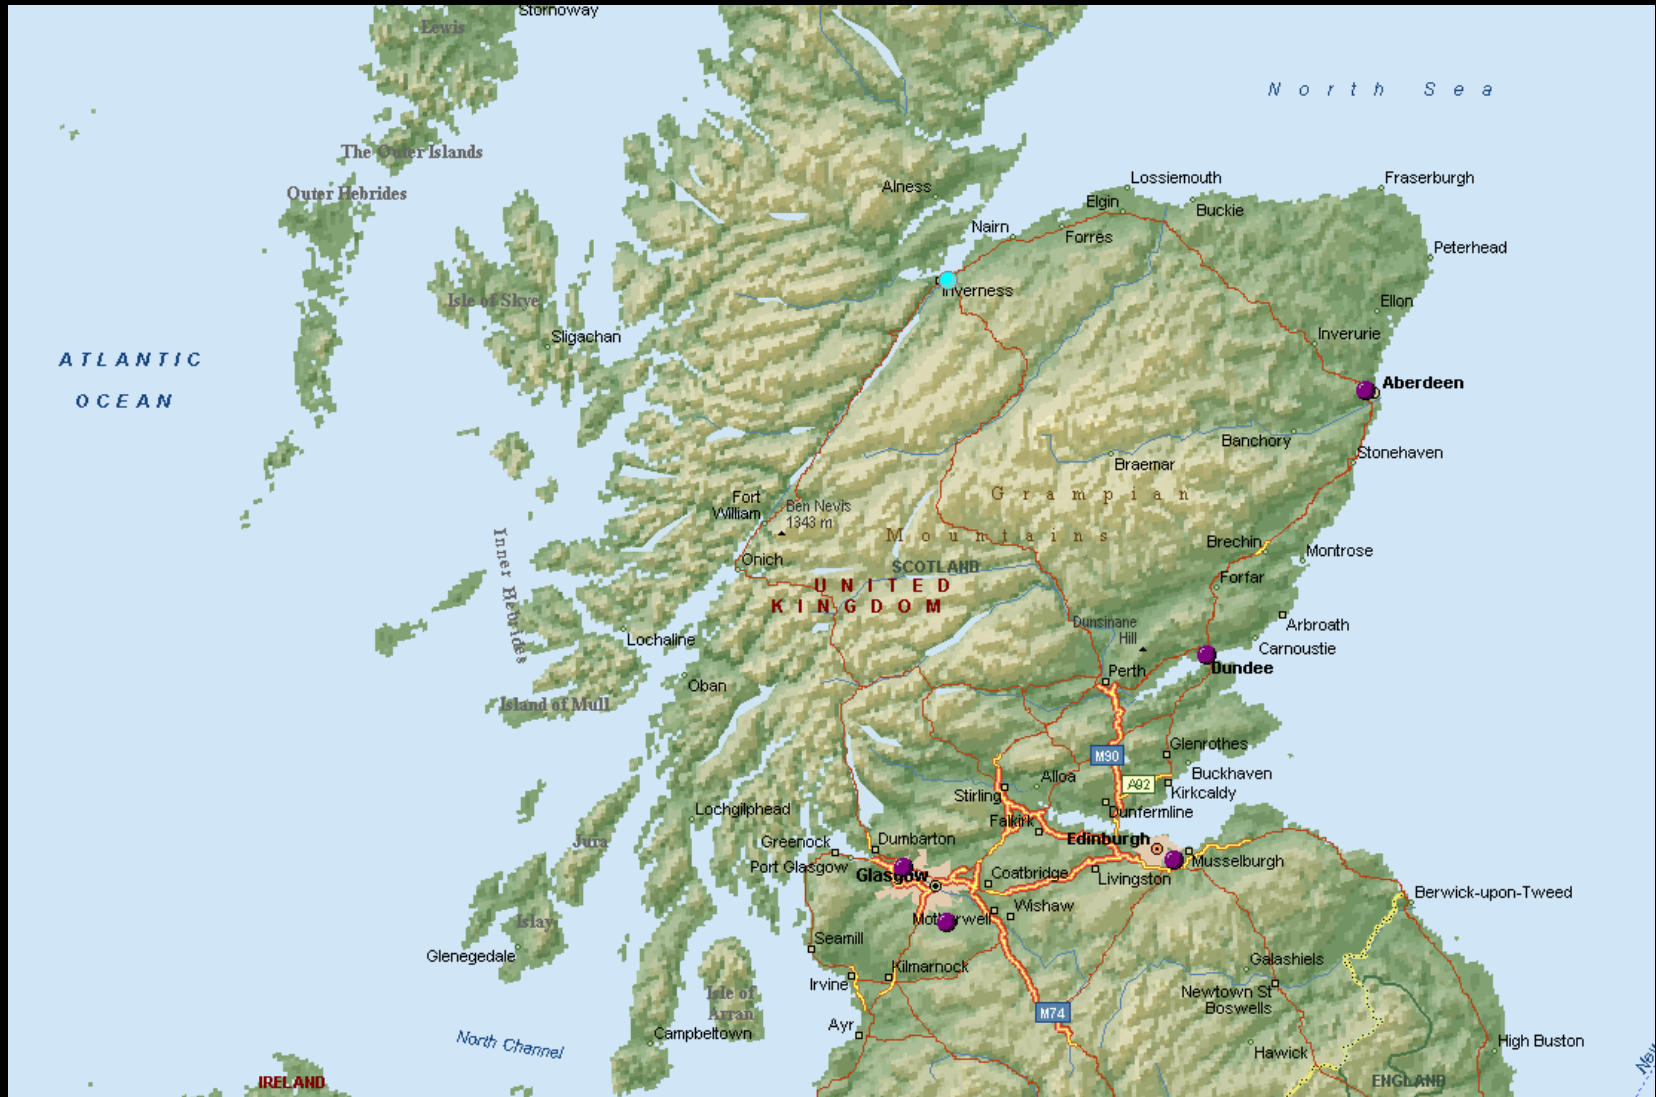 Stornoway
Lewis
North Sea
The Outer Islands
Outer Hebrides
Alness
Lossiemouth
Fraserburgh
Elgin
Buckie
Nairn
Forres
Peterhead
Isle of Skye
Inverness
Ellon
Sligachan
Inverurie
ATLANTIC
OCEAN
Aberdeen
Banchory
Stonehaven
Braemar
Grampian
Mountains
Fort
William
Ben Nevis
1343 m
Inner Hebrides
Brechin
Montrose
Onich
SCOTLAND
UNITED
KINGDOM
Forfar
Dunsinane
Hill
Arbroath
Lochaline
Carnoustie
Perth
Dundee
Oban
Island of Mull
Glenrothes
M90
Buckhaven
Alloa
A92
Kirkcaldy
Stirling
Lochgilphead
Dunfermline
Falkirk
Jura
Greenock
Dumbarton
Edinburgh
Musselburgh
Port Glasgow
Glasgow
Coatbridge
Livingston
Berwick-upon-Tweed
Wishaw
Motherwell
Islay
Seamill
Glenegedale
Kilmarnock
Galashiels
Irvine
Isle of
Arran
Newtown St
Boswells
M74
Ayr
Campbeltown
North Channel
High Buston
Hawick
IRELAND
ENGLAND
New